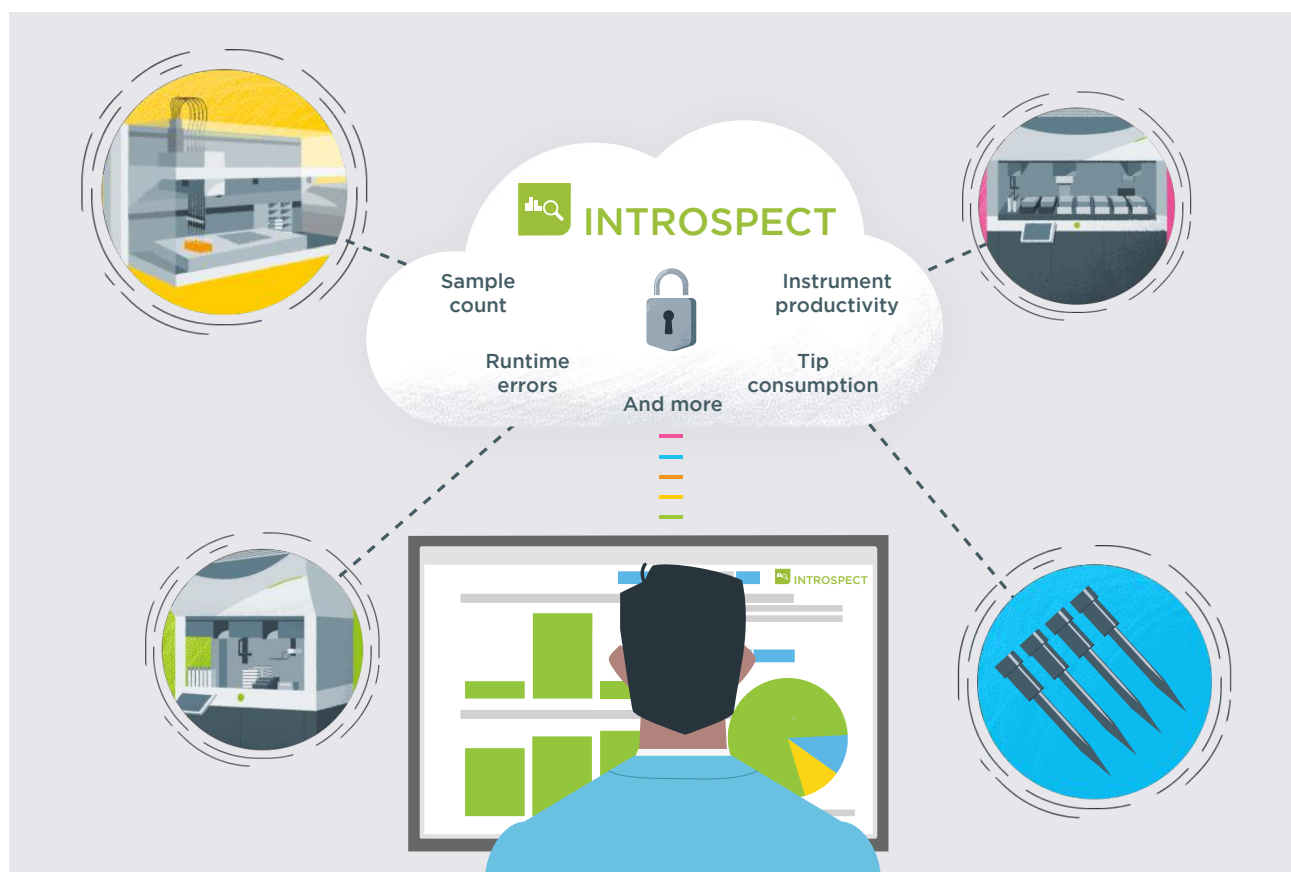 INTROSPECT
Sample
count
Instrument
productivity
Runtime
errors
Tip
consumption
And more
INTROSPECT